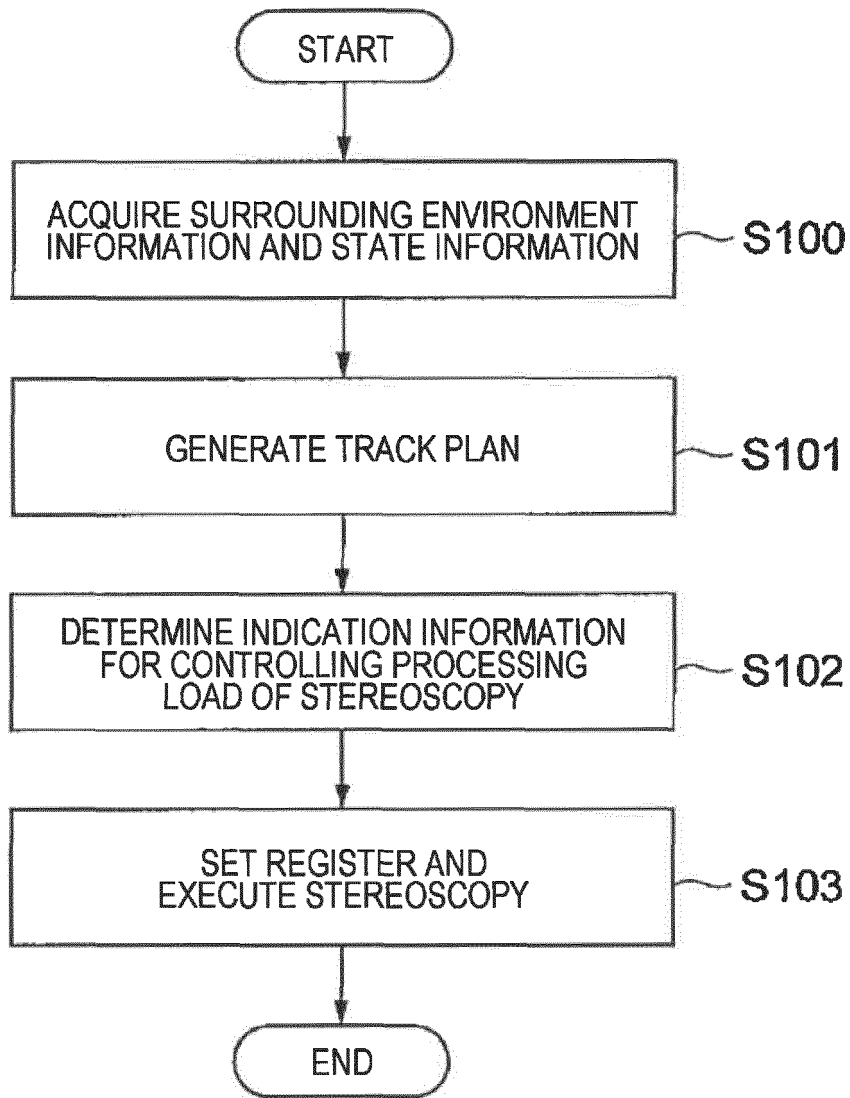 START
ACQUIRE SURROUNDING ENVIRONMENT
INFORMATION AND STATE INFORMATION
S100
GENERATE TRACK PLAN
S101
DETERMINE INDICATION INFORMATION
FOR CONTROLLING PROCESSING
LOAD OF STEREOSCOPY
S102
SET REGISTER AND
EXECUTE STEREOSCOPY
S103
END